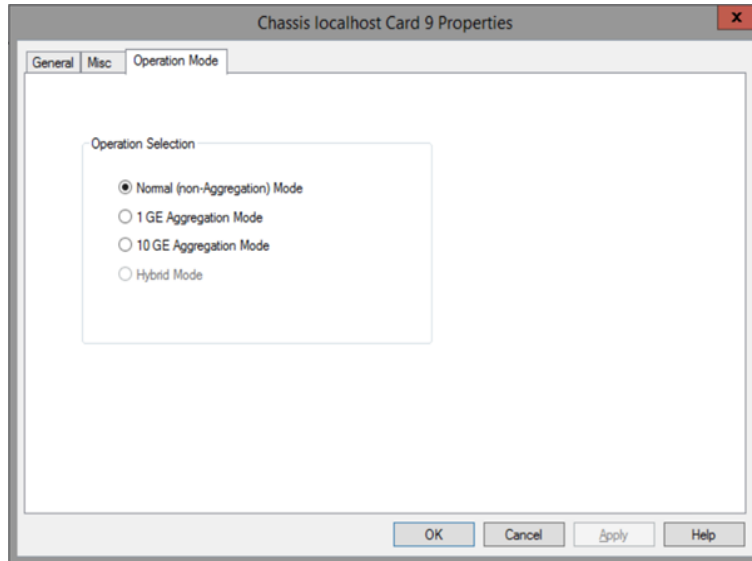 Chassis localhost Card 9 Properties
x
General Misc Operation Mode
Operation Selection
Normal (non-Aggregation) Mode
1 GE Aggregation Mode
10 GE Aggregation Mode
Hybrid Mode
OK Cancel Apply Help